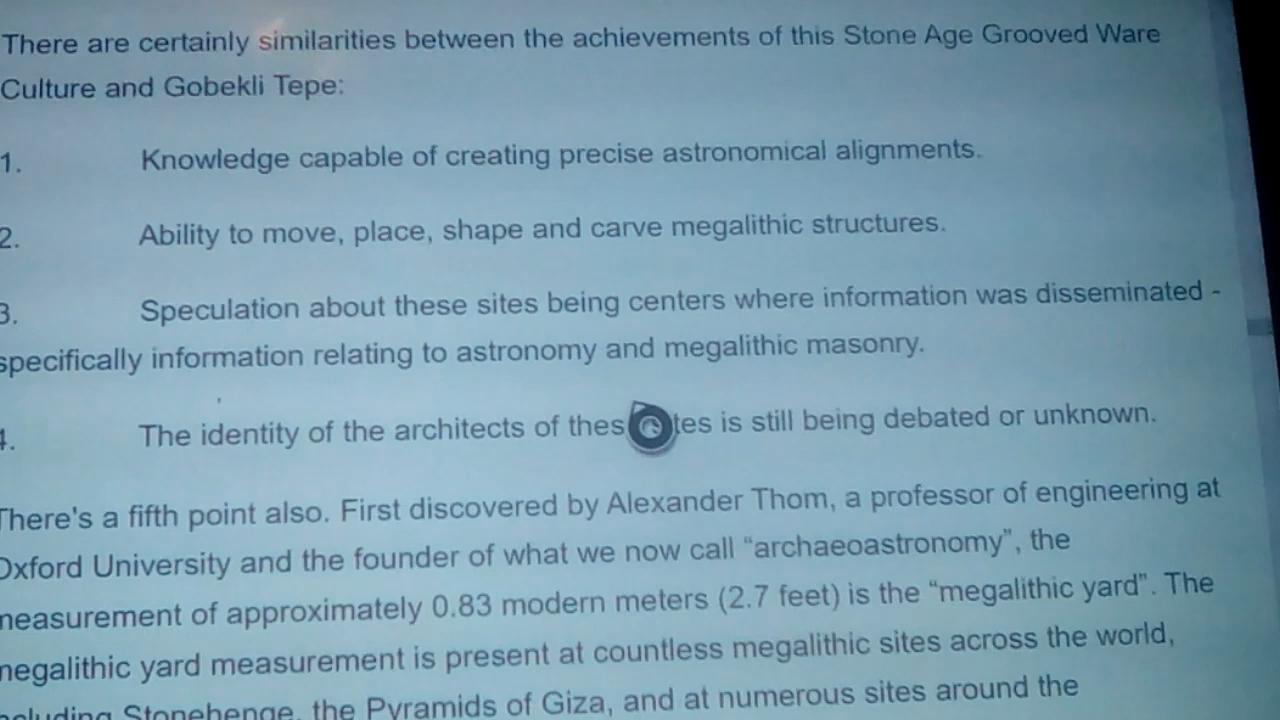 There are certainly similarities between the achievements of this Stone Age Grooved Ware
Culture and Gobekli Tepe:
1. Knowledge capable of creating precise astronomical alignments.
2. Ability to move, place, shape and carve megalithic structures.
3. Speculation about these sites being centers where information was disseminated -
specifically information relating to astronomy and megalithic masonry.
4. The identity of the architects of thes tes is still being debated or unknown.
There's a fifth point also. First discovered by Alexander Thom, a professor of engineering at
Oxford University and the founder of what we now call “archaeoastronomy”, the
measurement of approximately 0.83 modern meters (2.7 feet) is the “megalithic yard”. The
megalithic yard measurement is present at countless megalithic sites across the world,
including Stonehenge, the Pyramids of Giza, and at numerous sites around the